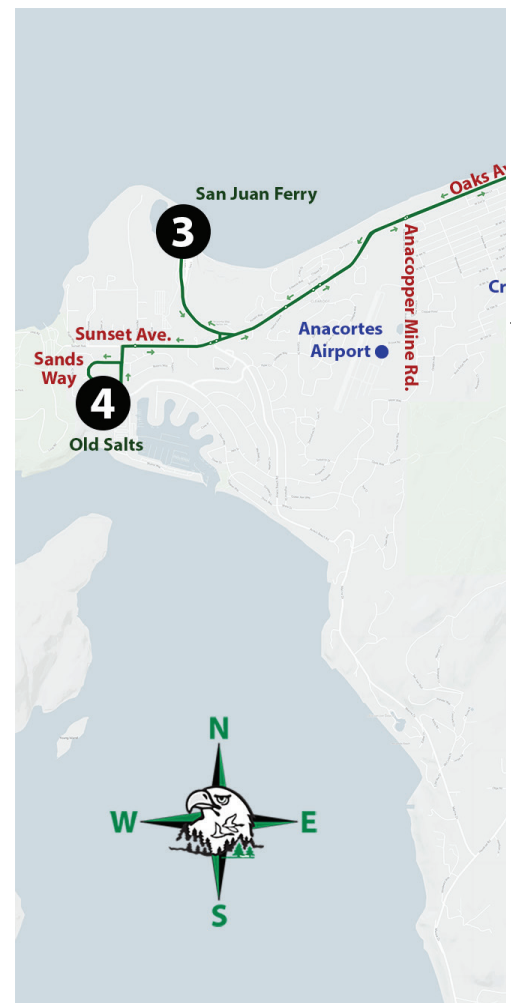 Oaks Av
San Juan Ferry
3
Anacopper Mine Rd.
Cr
Anacortes
Airport
Sunset Ave.
Sands
Way
4
Old Salts
N
W
E
S